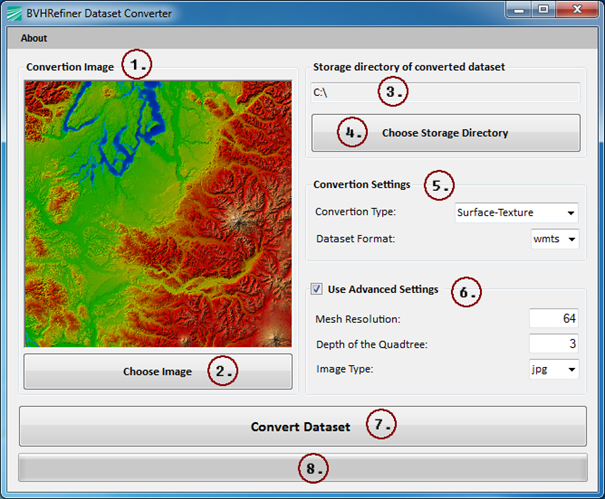 BVHRefiner Dataset Converter
About
Convertion Image 1.
Choose Image 2.
Storage directory of converted dataset
C:\ 3.
4. Choose Storage Directory
Convertion Settings 5.
Convertion Type: Surface-Texture
Dataset Format: wmts
Use Advanced Settings 6.
Mesh Resolution: 64
Depth of the Quadtree: 3
Image Type: jpg
Convert Dataset 7.
8.